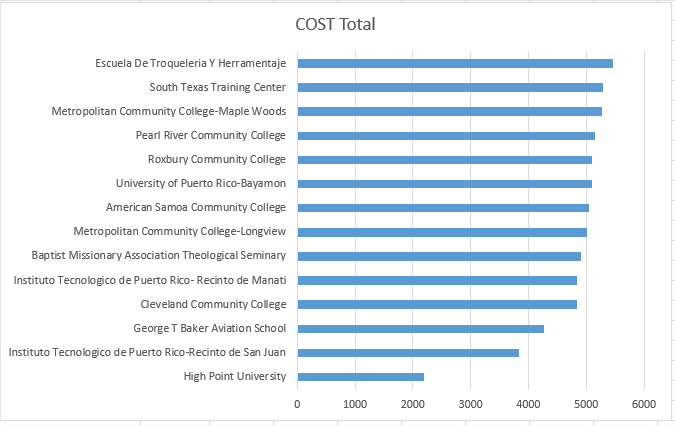 COST Total
Escuela De Troqueleria Y Herramentaje
South Texas Training Center
Metropolitan Community College-Maple Woods
Pearl River Community College
Roxbury Community College
University of Puerto Rico-Bayamon
American Samoa Community College
Metropolitan Community College-Longview
Baptist Missionary Association Theological Seminary
Instituto Tecnologico de Puerto Rico- Recinto de Manati
Cleveland Community College
George T Baker Aviation School
Instituto Tecnologico de Puerto Rico-Recinto de San Juan
High Point University
0 1000 2000 3000 4000 5000 6000